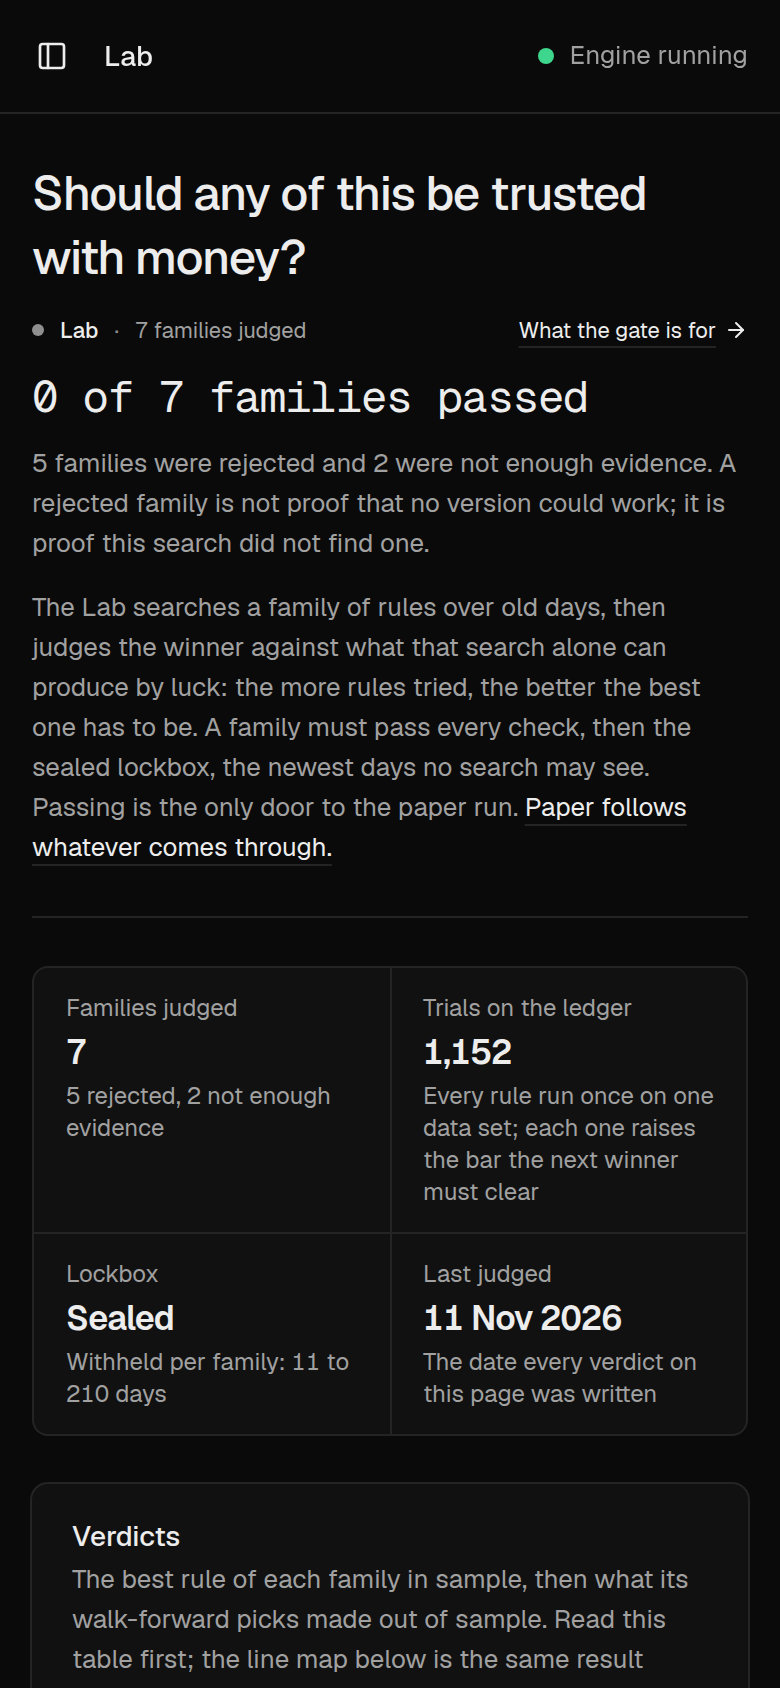 Lab
Engine running
Should any of this be trusted
with money?
Lab · 7 families judged
What the gate is for →
0 of 7 families passed
5 families were rejected and 2 were not enough evidence. A
rejected family is not proof that no version could work; it is
proof this search did not find one.
The Lab searches a family of rules over old days, then
judges the winner against what that search alone can
produce by luck: the more rules tried, the better the best
one has to be. A family must pass every check, then the
sealed lockbox, the newest days no search may see.
Passing is the only door to the paper run. Paper follows
whatever comes through.
Families judged
7
5 rejected, 2 not enough
evidence
Trials on the ledger
1,152
Every rule run once on one
data set; each one raises
the bar the next winner
must clear
Lockbox
Sealed
Withheld per family: 11 to
210 days
Last judged
11 Nov 2026
The date every verdict on
this page was written
Verdicts
The best rule of each family in sample, then what its
walk-forward picks made out of sample. Read this
table first; the line map below is the same result